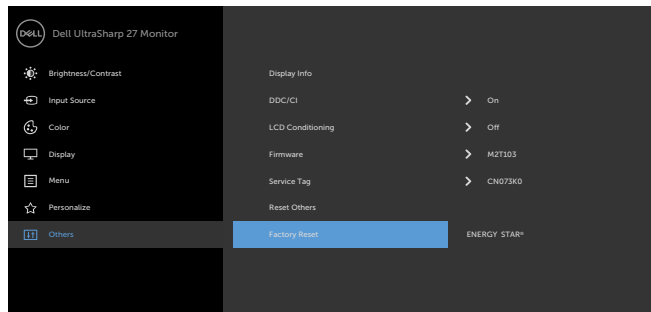 DELL Dell UltraSharp 27 Monitor
Brightness/Contrast Display Info
Input Source DDC/CI On
Color LCD Conditioning Off
Display Firmware M2T103
Menu Service Tag CN073K0
Personalize Reset Others
Others Factory Reset ENERGY STAR®